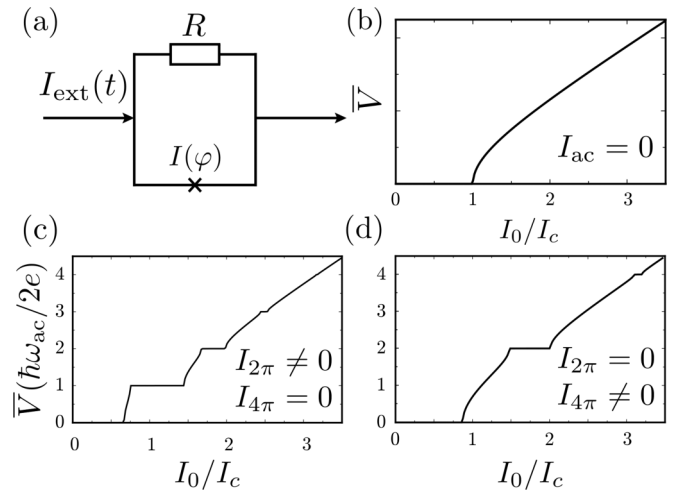 (a)
R
I_ext(t)
I(φ)
(b)
V̅
I_ac = 0
0 1 2 3
I_0/I_c
(c)
V̅(ħω_ac/2e)
4
3
2
1
0
I_2π ≠ 0
I_4π = 0
0 1 2 3
I_0/I_c
(d)
4
3
2
1
0
I_2π = 0
I_4π ≠ 0
0 1 2 3
I_0/I_c